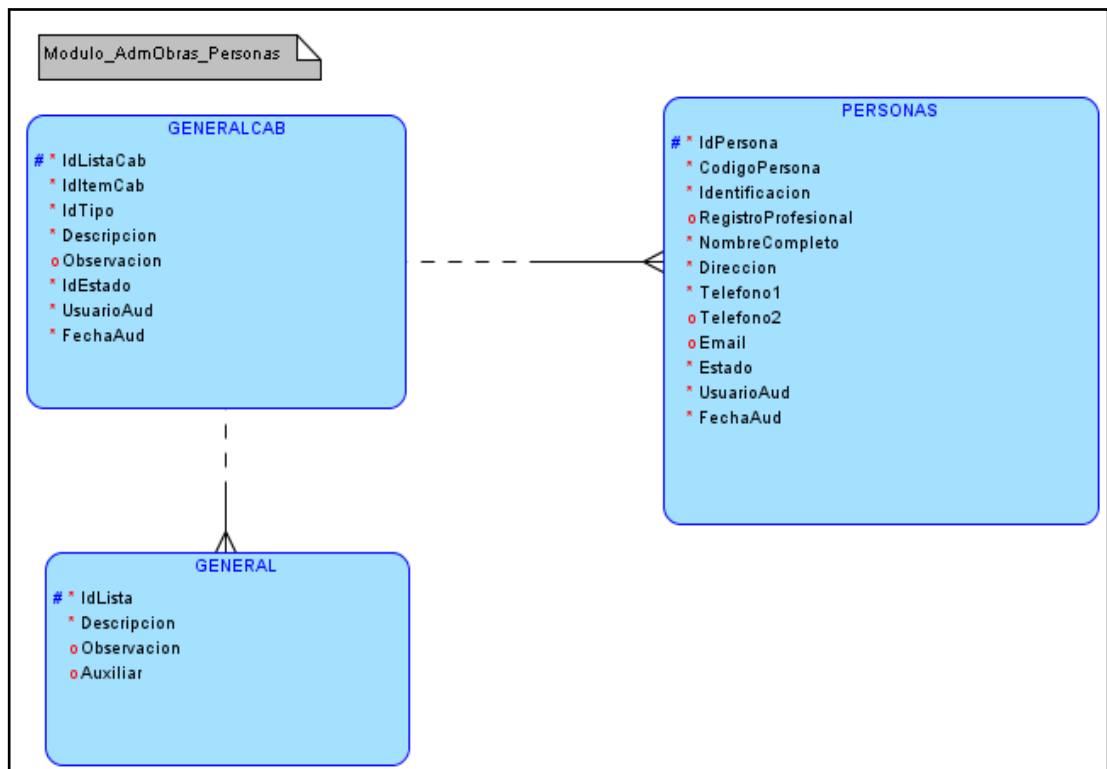 Modulo_AdmObras_Personas
GENERALCAB
# * IdListaCab
* IdItemCab
* IdTipo
* Descripcion
o Observacion
* IdEstado
* UsuarioAud
* FechaAud
PERSONAS
# * IdPersona
* CodigoPersona
* Identificacion
o RegistroProfesional
* NombreCompleto
* Direccion
* Telefono1
o Telefono2
o Email
* Estado
* UsuarioAud
* FechaAud
GENERAL
# * IdLista
* Descripcion
o Observacion
o Auxiliar